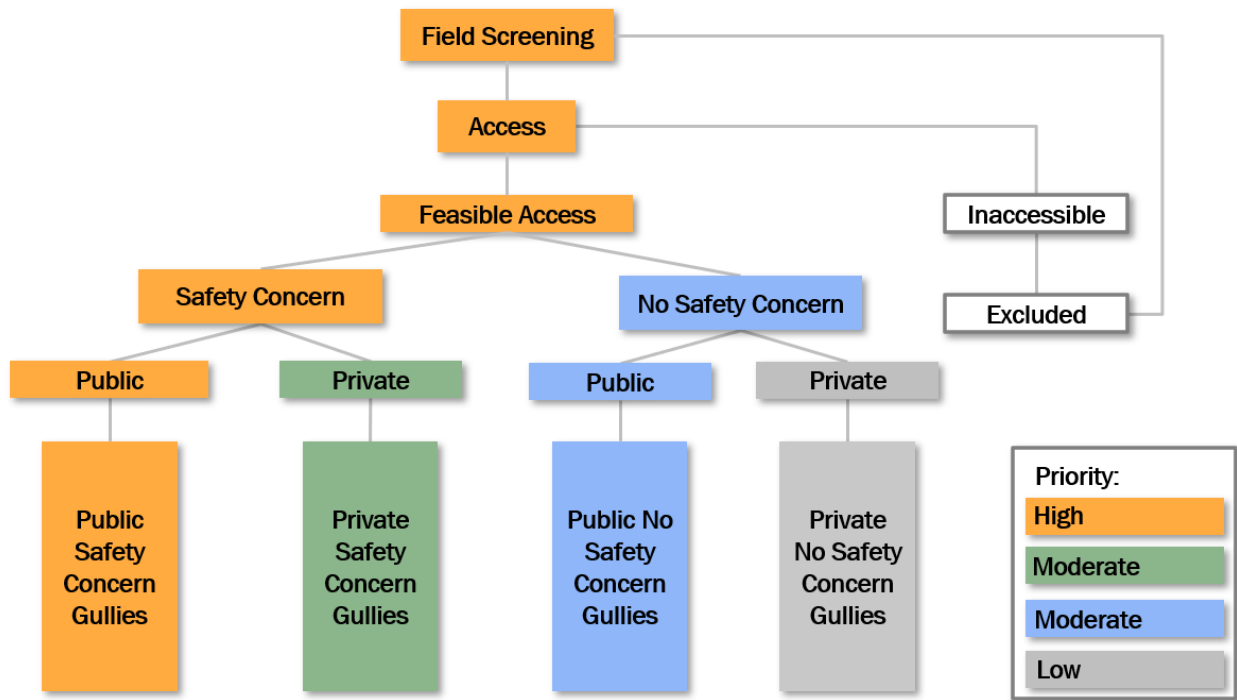 Field Screening
Access
Feasible Access
Inaccessible
Safety Concern
No Safety Concern
Excluded
Public
Private
Public
Private
Public
Safety
Concern
Gullies
Private
Safety
Concern
Gullies
Public No
Safety
Concern
Gullies
Private
No Safety
Concern
Gullies
Priority:
High
Moderate
Moderate
Low